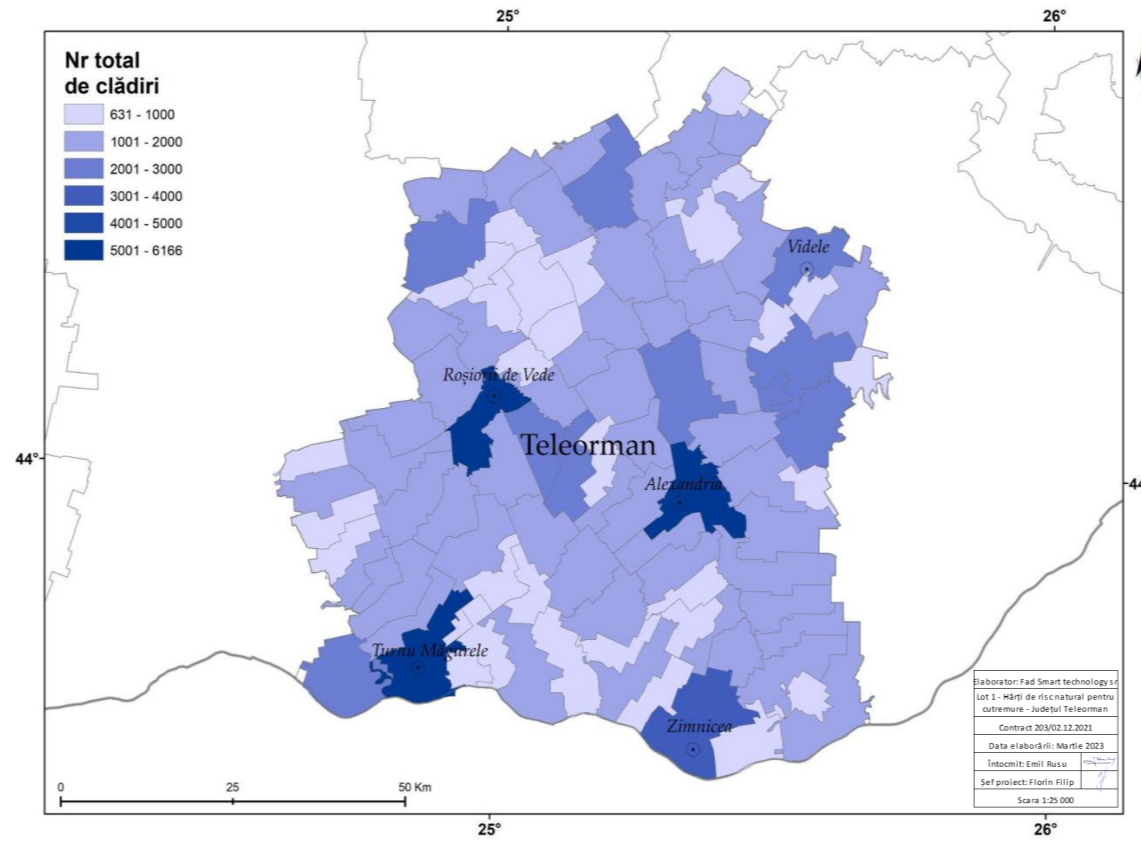 25°
26°
Nr total
de clădiri
631 - 1000
1001 - 2000
2001 - 3000
3001 - 4000
4001 - 5000
5001 - 6166
Videle
Roșiorii de Vede
Teleorman
44°
44
Alexandria
Turnu Măgurele
Zimnicea
Elaborator: Fad Smart technology sr
Lot 1 - Hărți de risc natural pentru
cutremure - Județul Teleorman
Contract 203/02.12.2021
Data elaborării: Martie 2023
Întocmit: Emil Rusu
Șef proiect: Florin Filip
Scara 1:25 000
0
25
50 Km
25°
26°